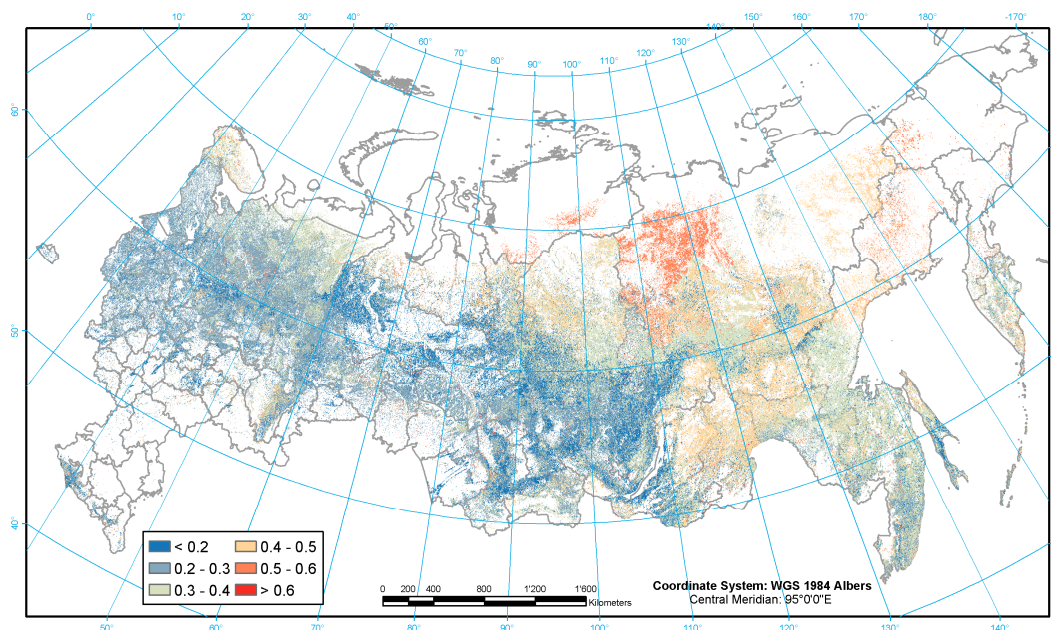 0° 10° 20° 30° 40° 50° 60° 70° 80° 90° 100° 110° 120° 130° 140° 150° 160° 170° 180° -170°
60°
50°
40°
< 0.2 0.4 - 0.5
0.2 - 0.3 0.5 - 0.6
0.3 - 0.4 > 0.6
0 200 400 800 1'200 1'600
Kilometers
Coordinate System: WGS 1984 Albers
Central Meridian: 95°0'0"E
50° 60° 70° 80° 90° 100° 110° 120° 130° 140°